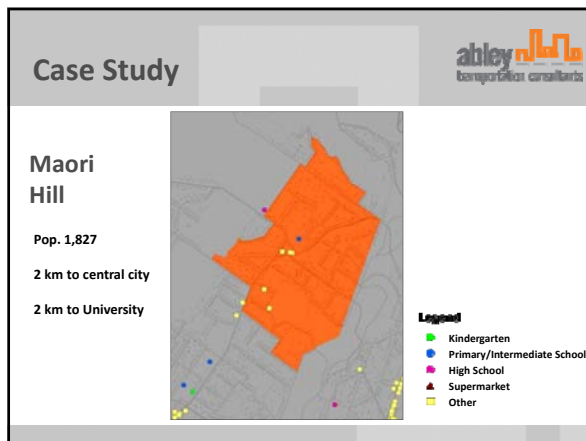 Case Study
abley
transportation consultants
Maori
Hill
Pop. 1,827
2 km to central city
2 km to University
Legend
Kindergarten
Primary/Intermediate School
High School
Supermarket
Other